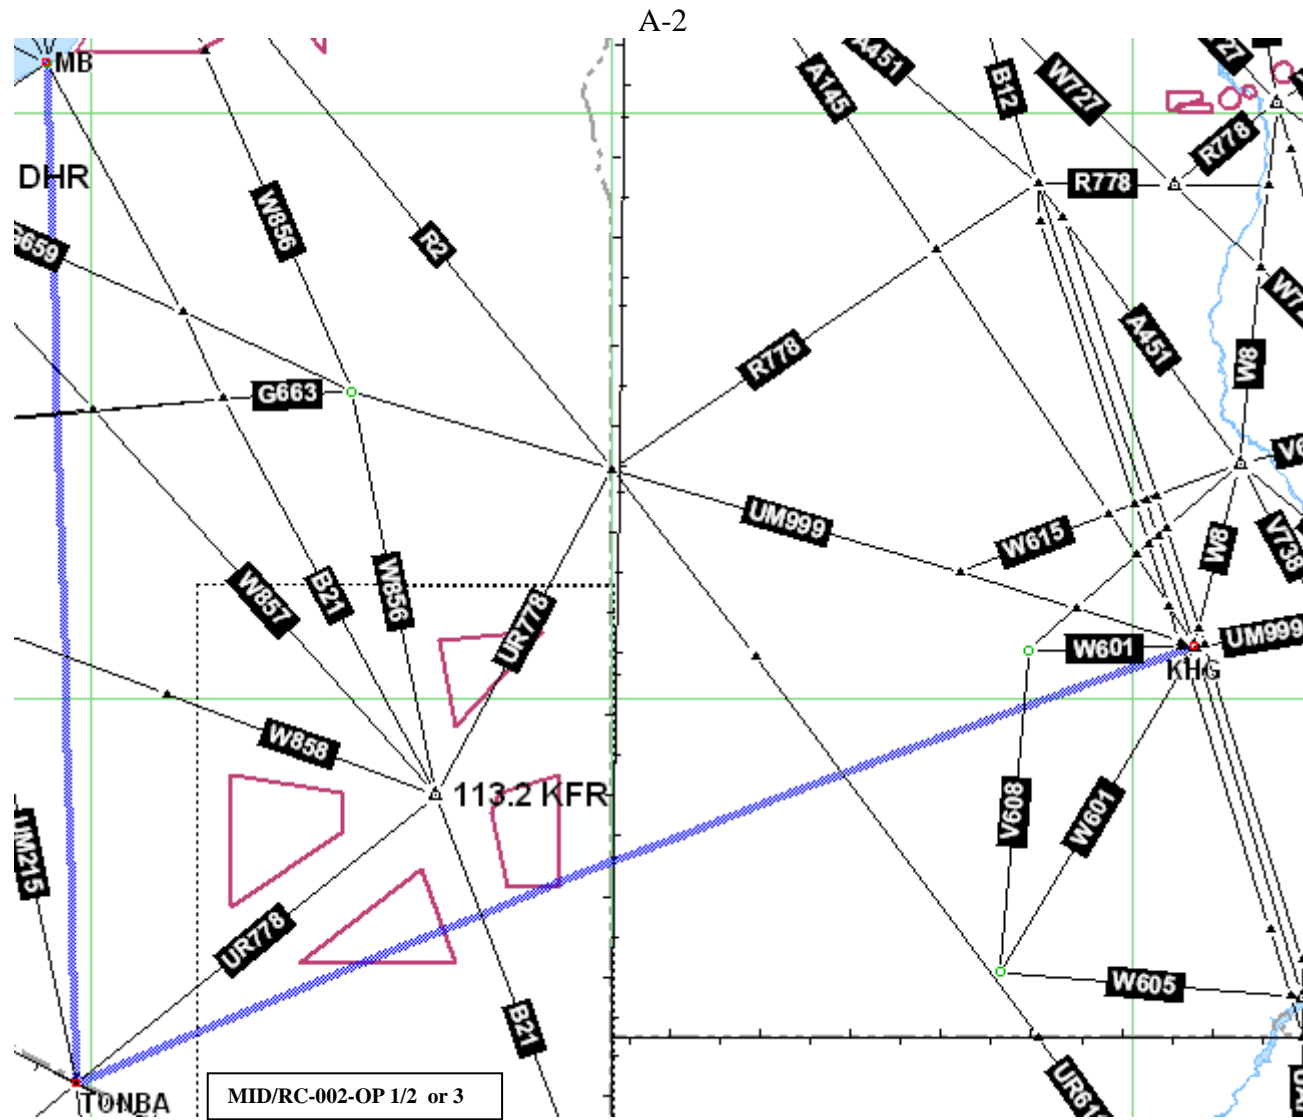 A-2
MB
A451
B12
W727
A145
R778
DHR
W856
R2
R778
G659
A451
R778
W8
G663
UM999
W615
W8
V738
W857
B21
W856
UR778
W601
UM999
KHG
W858
113.2 KFR
V608
W601
UM215
UR778
W605
B21
MID/RC-002-OP 1/2 or 3
TONBA